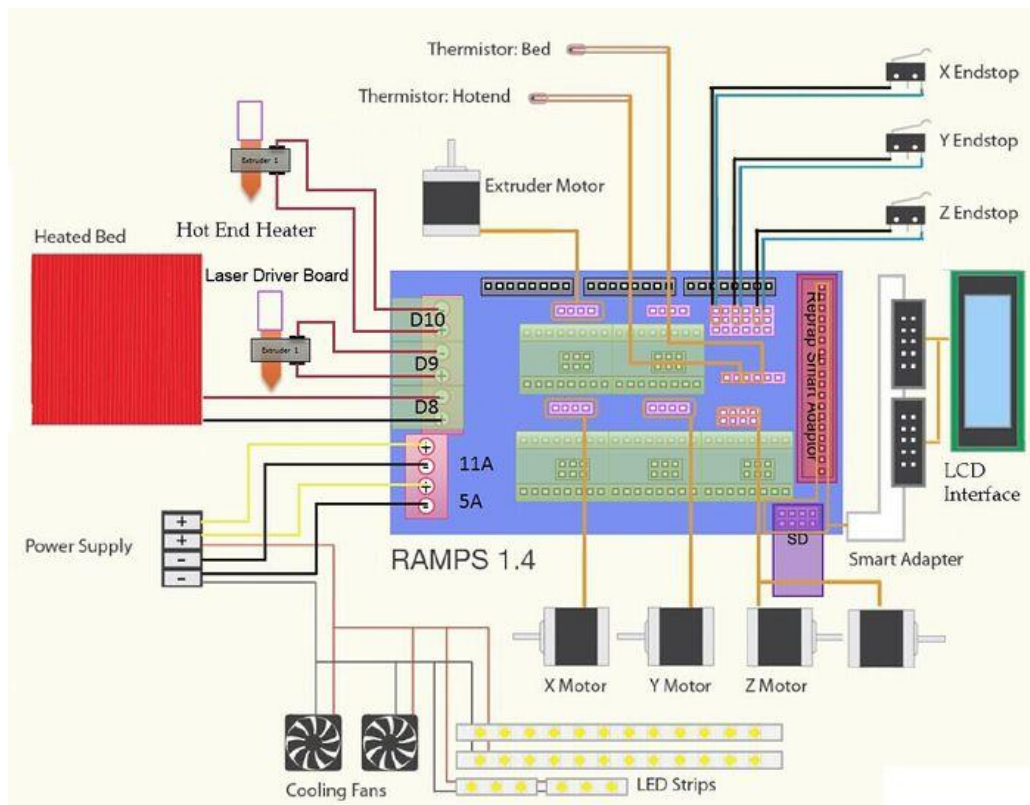 Thermistor: Bed
Thermistor: Hotend
X Endstop
Y Endstop
Z Endstop
Extruder 1
Hot End Heater
Extruder Motor
Heated Bed
Laser Driver Board
Extruder 1
D10
D9
D8
11A
5A
Reprap Smart Adaptor
LCD
Interface
Power Supply
RAMPS 1.4
SD
Smart Adapter
X Motor
Y Motor
Z Motor
Cooling Fans
LED Strips